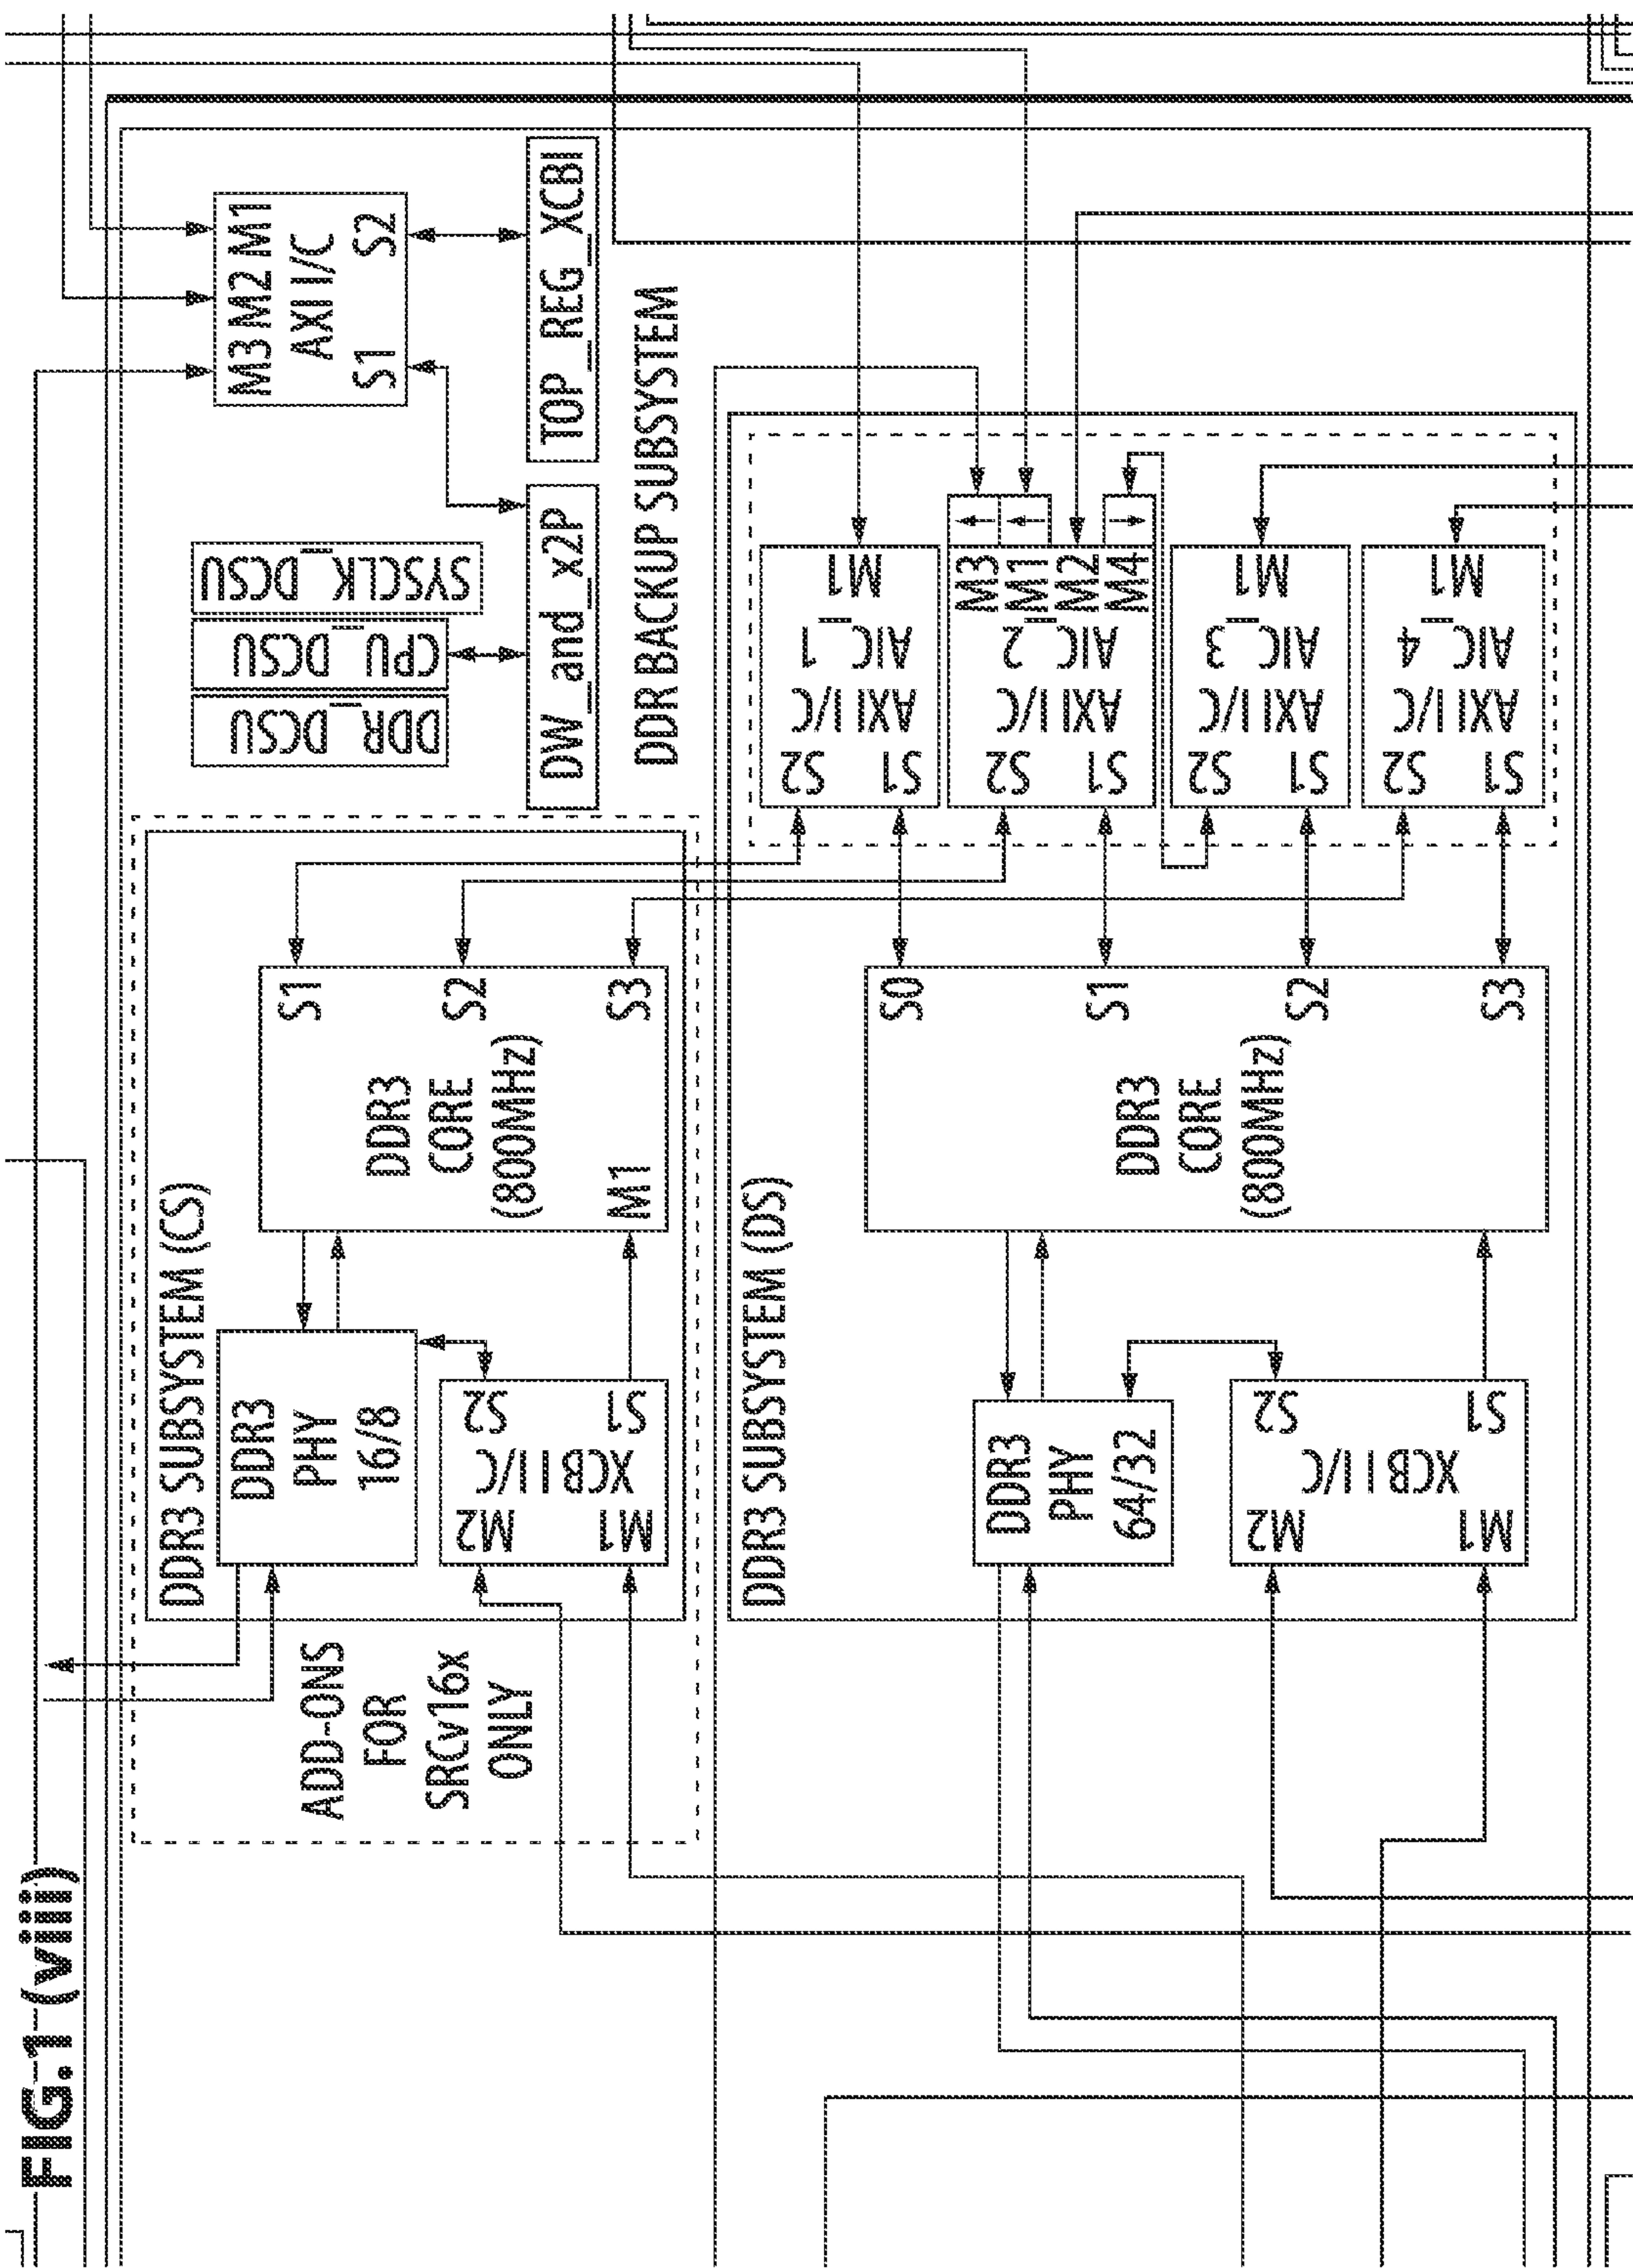 FIG.1 (viii)
M3 M2 M1
AXI I/C
S1 S2
TOP_REG_XCBI
SYSCLK_DCSU
CPU_DCSU
DDR_DCSU
DW_and_x2P
DDR BACKUP SUBSYSTEM
DDR3 SUBSYSTEM (CS)
S1
S2
S3
DDR3
CORE
(800MHz)
M1
DDR3
PHY
16/8
S2
S1
XCB I I/C
M2
M1
ADD-ONS
FOR
SRCv16x
ONLY
DDR3 SUBSYSTEM (DS)
S0
S1
S2
S3
DDR3
CORE
(800MHz)
DDR3
PHY
64/32
S2
S1
XCB I I/C
M2
M1
M1
AIC_1
AXI I/C
S2
S1
M3
M1
M2
M4
AIC_2
AXI I/C
S2
S1
M1
AIC_3
AXI I/C
S2
S1
M1
AIC_4
AXI I/C
S2
S1